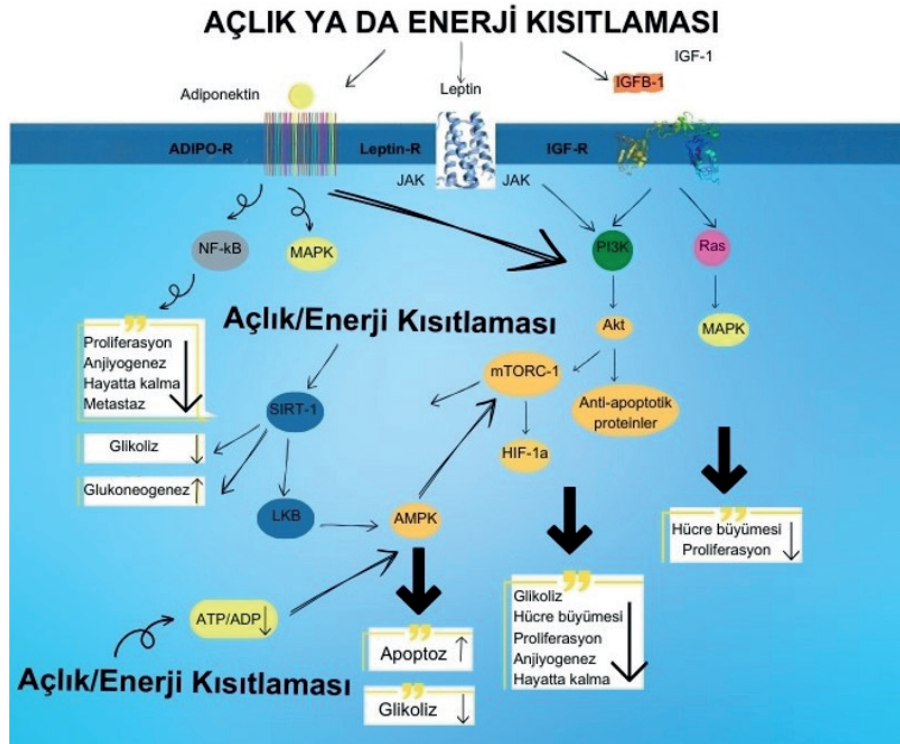 AÇLIK YA DA ENERJİ KISITLAMASI
IGF-1
IGFB-1
Adiponektin
Leptin
ADIPO-R
Leptin-R
IGF-R
JAK
JAK
NF-kB
MAPK
PI3K
Ras
Açlık/Enerji Kısıtlaması
Akt
MAPK
Proliferasyon
Anjiyogenez
Hayatta kalma
Metastaz
mTORC-1
SIRT-1
Anti-apoptotik
proteinler
Glikoliz
HIF-1a
Glukoneogenez
LKB
AMPK
Hücre büyümesi
Proliferasyon
Glikoliz
Hücre büyümesi
Proliferasyon
Anjiyogenez
Hayatta kalma
ATP/ADP
Apoptoz
Açlık/Enerji Kısıtlaması
Glikoliz